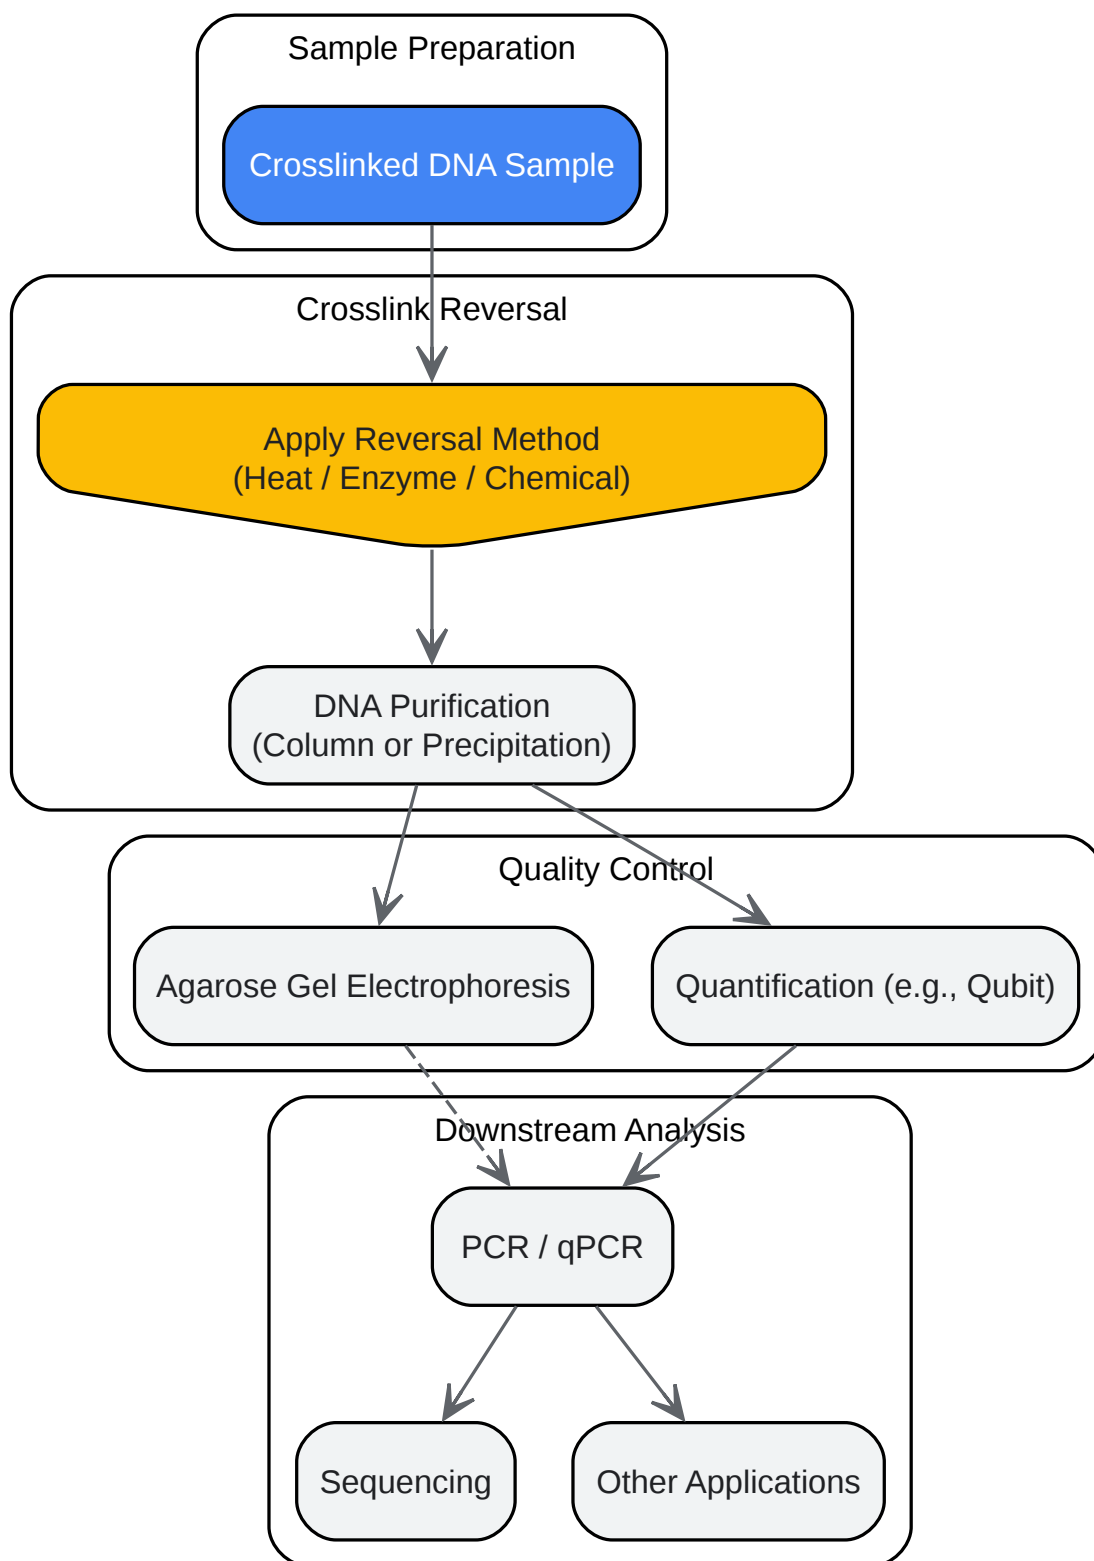 Sample Preparation
Crosslinked DNA Sample
Crosslink Reversal
Apply Reversal Method
(Heat / Enzyme / Chemical)
DNA Purification
(Column or Precipitation)
Quality Control
Agarose Gel Electrophoresis
Quantification (e.g., Qubit)
Downstream Analysis
PCR / qPCR
Sequencing
Other Applications